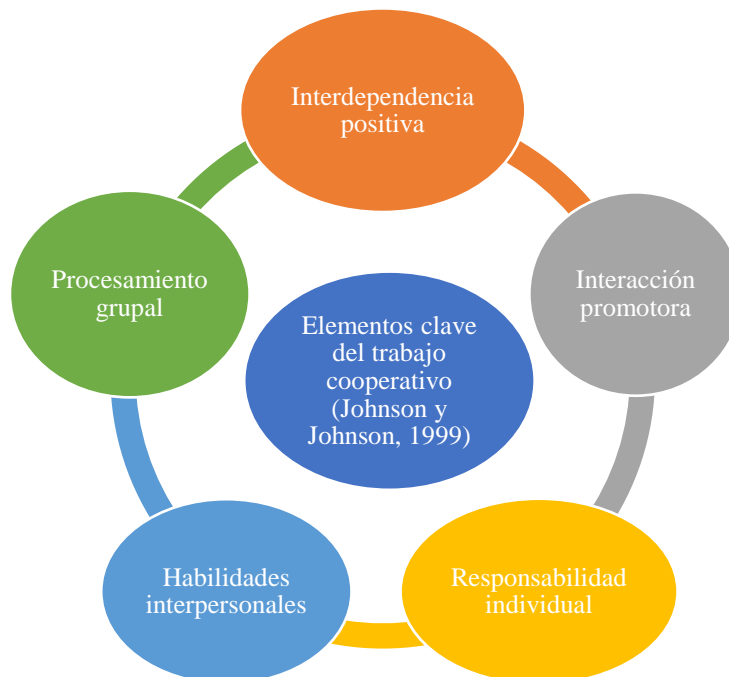 Interdependencia
positiva
Interacción
promotora
Responsabilidad
individual
Habilidades
interpersonales
Procesamiento
grupal
Elementos clave
del trabajo
cooperativo
(Johnson y
Johnson, 1999)